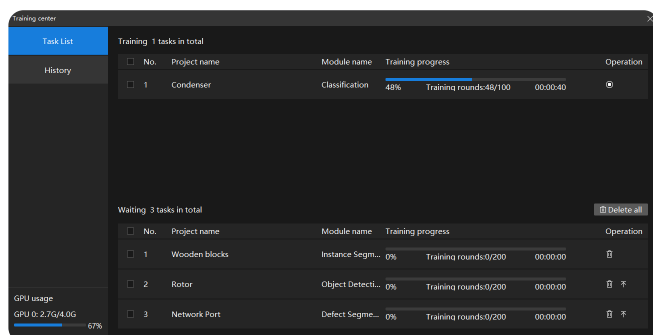 Training center
Task List
History
Training 1 tasks in total
No. Project name Module name Training progress Operation
1 Condenser Classification 48% Training rounds:48/100 00:00:40
Waiting 3 tasks in total Delete all
No. Project name Module name Training progress Operation
1 Wooden blocks Instance Segm... 0% Training rounds:0/200 00:00:00
2 Rotor Object Detecti... 0% Training rounds:0/200 00:00:00
3 Network Port Defect Segme... 0% Training rounds:0/200 00:00:00
GPU usage
GPU 0: 2.7G/4.0G
67%